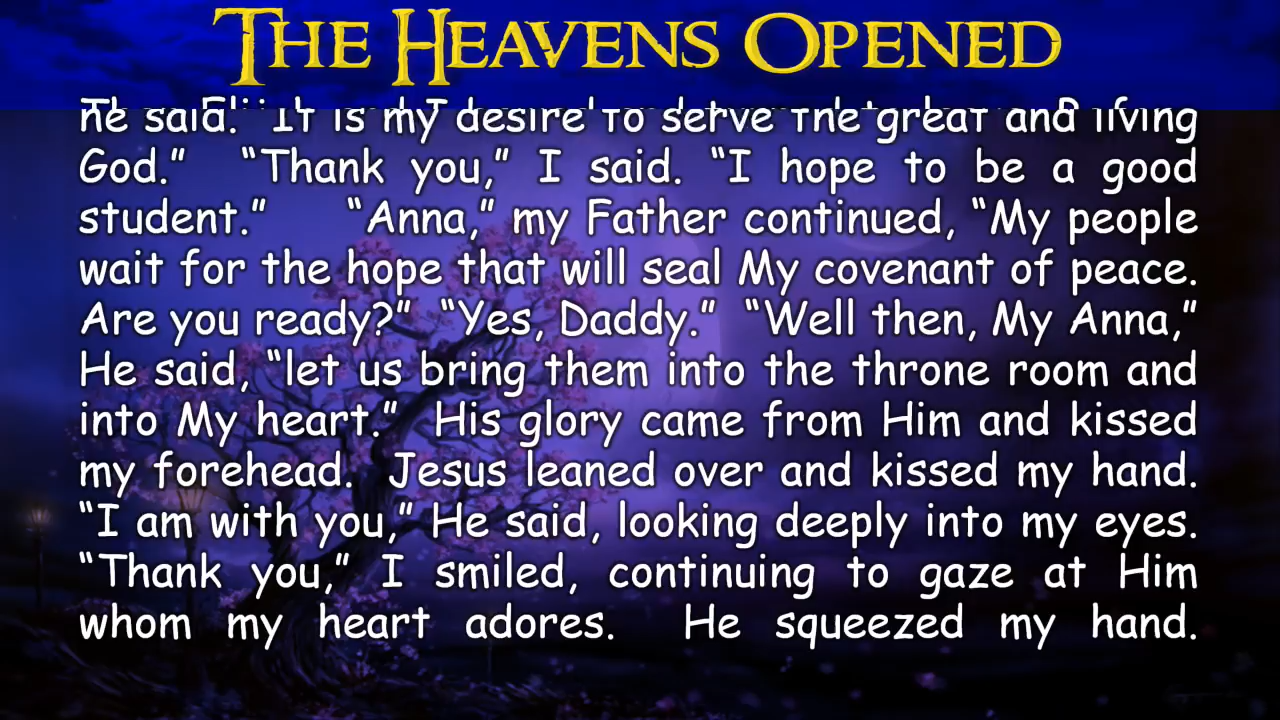 THE HEAVENS OPENED
he said. "It is my desire to serve the great and living
God." "Thank you," I said. "I hope to be a good
student." "Anna," my Father continued, "My people
wait for the hope that will seal My covenant of peace.
Are you ready?" "Yes, Daddy." "Well then, My Anna,"
He said, "let us bring them into the throne room and
into My heart." His glory came from Him and kissed
my forehead. Jesus leaned over and kissed my hand.
"I am with you," He said, looking deeply into my eyes.
"Thank you," I smiled, continuing to gaze at Him
whom my heart adores. He squeezed my hand.